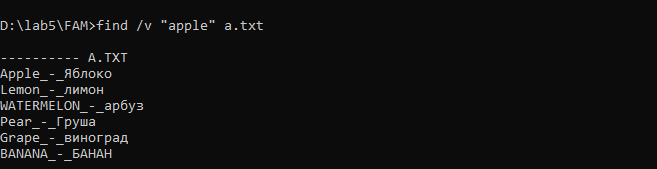 D:\lab5\FAM>find /v "apple" a.txt
---------- A.TXT
Apple_-_Яблоко
Lemon_-_лимон
WATERMELON_-_арбуз
Pear_-_Груша
Grape_-_виноград
BANANA_-_БАНАН